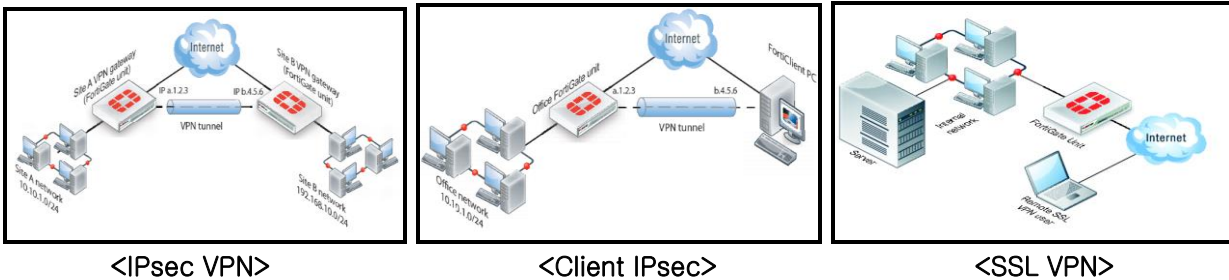 Internet
Site A VPN gateway
(FortiGate unit)
Site B VPN gateway
(FortiGate unit)
IP a.1.2.3
IP b.4.5.6
VPN tunnel
Site A network
10.10.1.0/24
Site B network
192.168.10.0/24
<IPsec VPN>
Internet
FortiClient PC
Office FortiGate unit
a.1.2.3
b.4.5.6
VPN tunnel
Office network
10.10.1.0/24
<Client IPsec>
Internal
network
Server
FortiGate Unit
Internet
Remote SSL
VPN user
<SSL VPN>